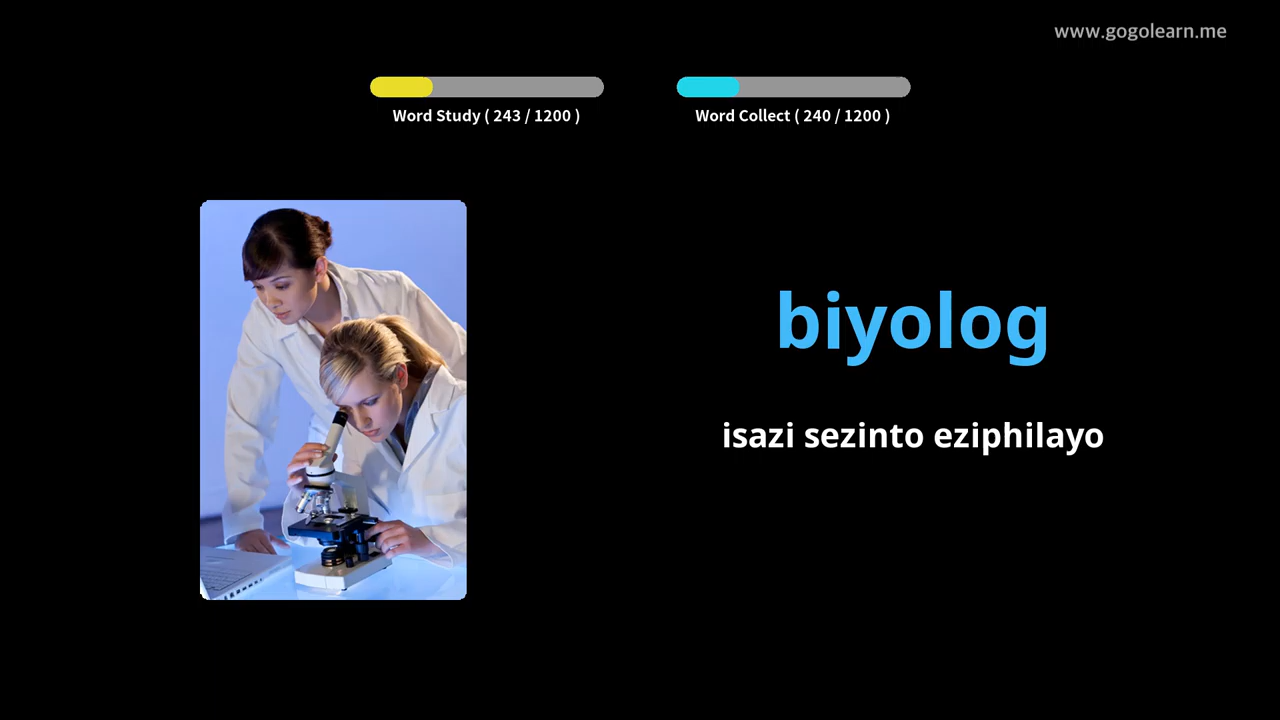 www.gogolearn.me
Word Study ( 243 / 1200 )
Word Collect ( 240 / 1200 )
biyolog
isazi sezinto eziphilayo